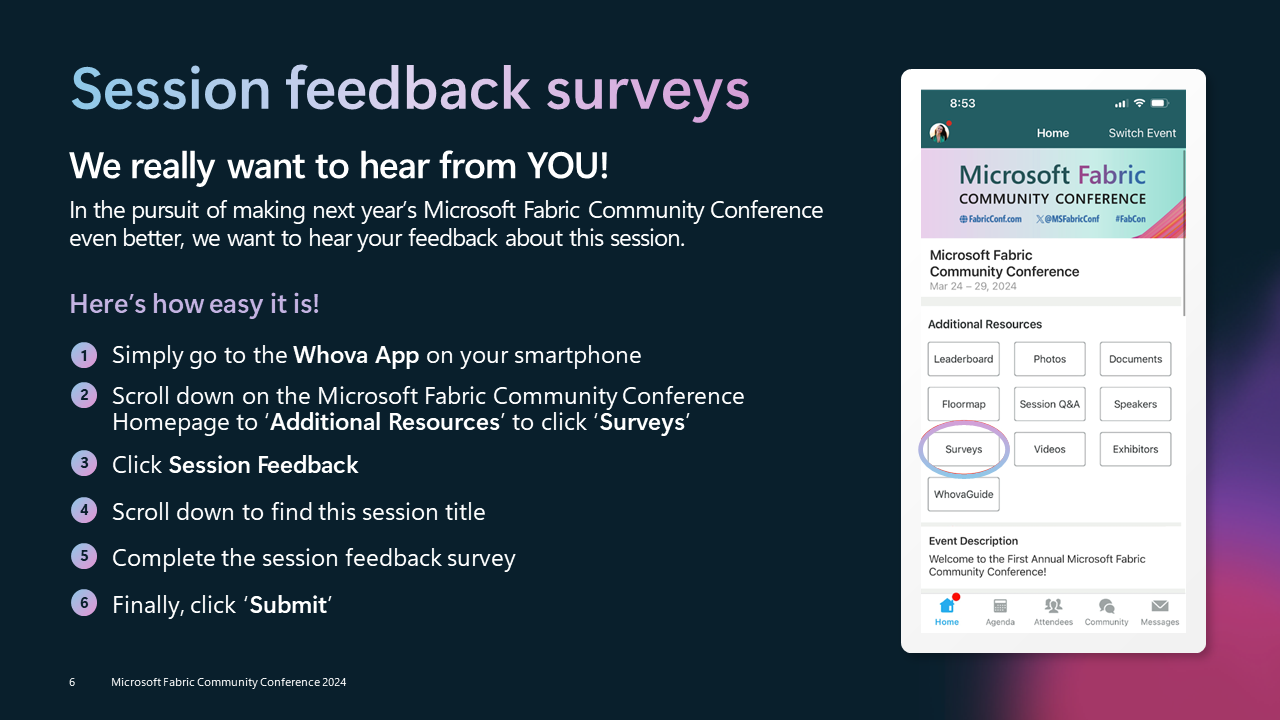 Session feedback surveys
We really want to hear from YOU!
In the pursuit of making next year’s Microsoft Fabric Community Conference
even better, we want to hear your feedback about this session.
Here’s how easy it is!
1 Simply go to the Whova App on your smartphone
2 Scroll down on the Microsoft Fabric Community Conference
Homepage to ‘Additional Resources’ to click ‘Surveys’
3 Click Session Feedback
4 Scroll down to find this session title
5 Complete the session feedback survey
6 Finally, click ‘Submit’
8:53
Home Switch Event
Microsoft Fabric
COMMUNITY CONFERENCE
FabricConf.com X@MSFabricConf #FabCon
Microsoft Fabric
Community Conference
Mar 24 – 29, 2024
Additional Resources
Leaderboard Photos Documents
Floormap Session Q&A Speakers
Surveys Videos Exhibitors
WhovaGuide
Event Description
Welcome to the First Annual Microsoft Fabric
Community Conference!
Home Agenda Attendees Community Messages
6 Microsoft Fabric Community Conference 2024